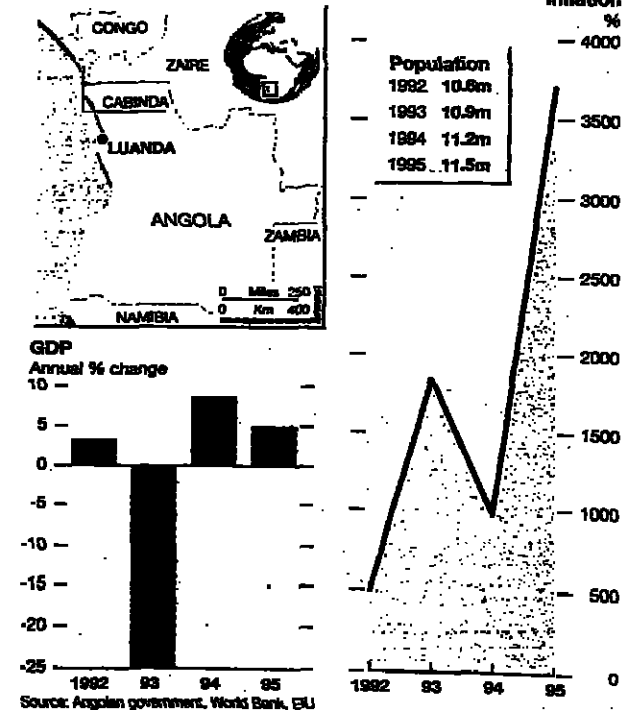 CONGO
ZAIRE
CABINDA
LUANDA
ANGOLA
ZAMBIA
0 Miles 250
0 Km 400
NAMIBIA
Population
1992 10.6m
1993 10.9m
1994 11.2m
1995 11.5m
Inflation
%
4000
3500
3000
2500
2000
1500
1000
500
0
1992 93 94 95
GDP
Annual % change
10
5
0
-5
-10
-15
-20
-25
1992 93 94 95
Source: Angolan government, World Bank, EIU